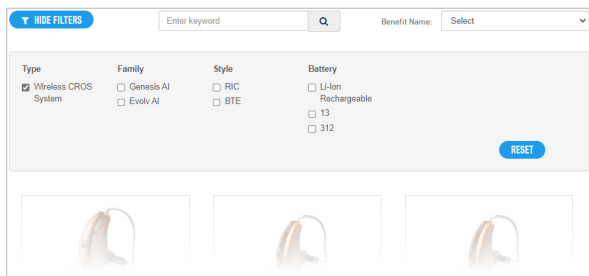 HIDE FILTERS
Enter keyword
Benefit Name: Select
Type Family Style Battery
Wireless CROS System
Genesis AI
Evolv AI
RIC
BTE
Li-Ion Rechargeable
13
312
RESET